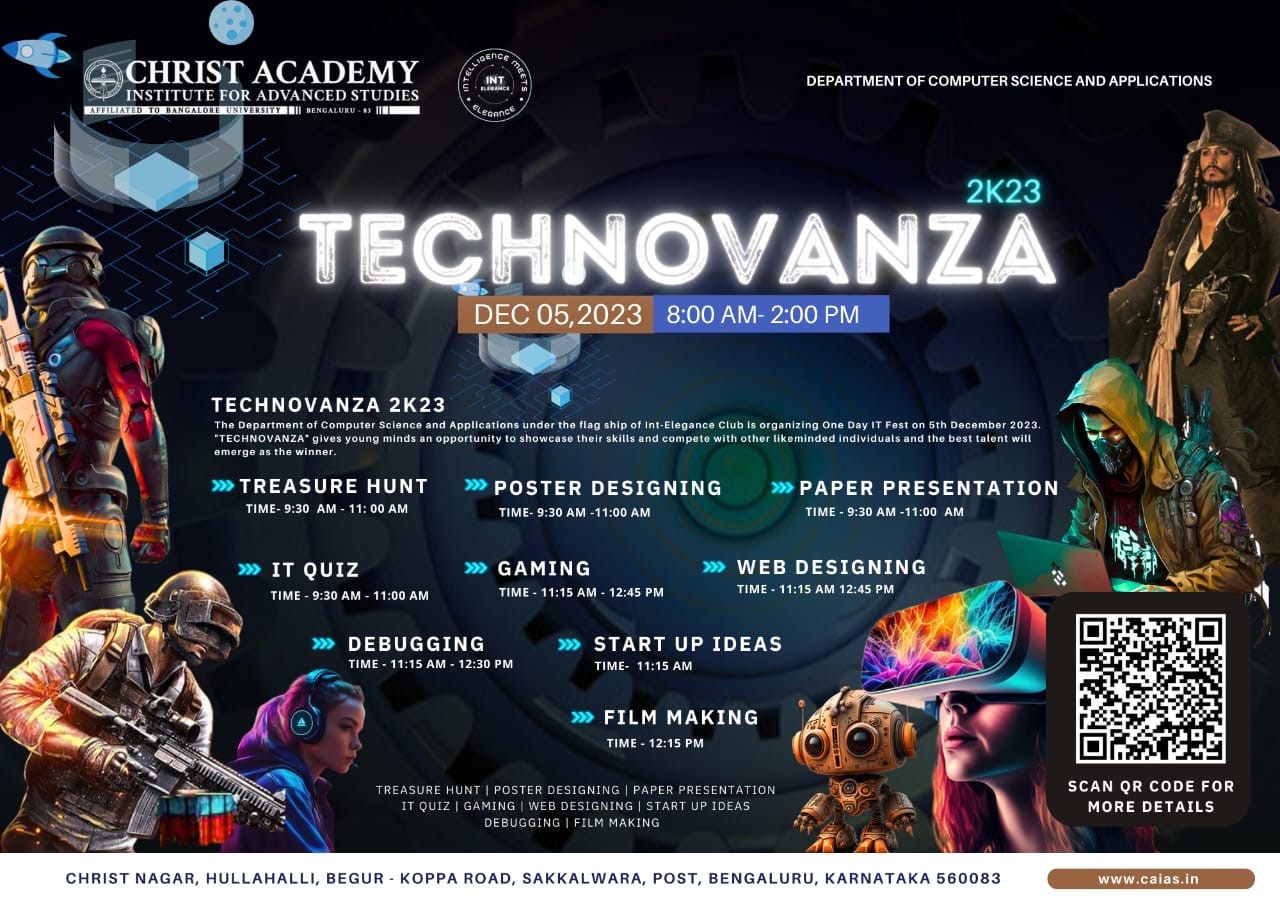 CHRIST ACADEMY
INSTITUTE FOR ADVANCED STUDIES
AFFILIATED TO BANGALORE UNIVERSITY BENGALURU - 83
INTELLIGENCE MEETS
INT
ELEGANCE
ELEGANCE
DEPARTMENT OF COMPUTER SCIENCE AND APPLICATIONS
2K23
TECHNOVANZA
DEC 05,2023 8:00 AM- 2:00 PM
TECHNOVANZA 2K23
The Department of Computer Science and Applications under the flag ship of Int-Elegance Club is organizing One Day IT Fest on 5th December 2023.
"TECHNOVANZA" gives young minds an opportunity to showcase their skills and compete with other likeminded individuals and the best talent will
emerge as the winner.
TREASURE HUNT
TIME- 9:30 AM - 11: 00 AM
POSTER DESIGNING
TIME- 9:30 AM -11:00 AM
PAPER PRESENTATION
TIME - 9:30 AM -11:00 AM
IT QUIZ
TIME - 9:30 AM - 11:00 AM
GAMING
TIME - 11:15 AM - 12:45 PM
WEB DESIGNING
TIME - 11:15 AM 12:45 PM
DEBUGGING
TIME - 11:15 AM - 12:30 PM
START UP IDEAS
TIME- 11:15 AM
FILM MAKING
TIME - 12:15 PM
TREASURE HUNT | POSTER DESIGNING | PAPER PRESENTATION
IT QUIZ | GAMING | WEB DESIGNING | START UP IDEAS
DEBUGGING | FILM MAKING
SCAN QR CODE FOR
MORE DETAILS
CHRIST NAGAR, HULLAHALLI, BEGUR - KOPPA ROAD, SAKKALWARA, POST, BENGALURU, KARNATAKA 560083
www.caias.in